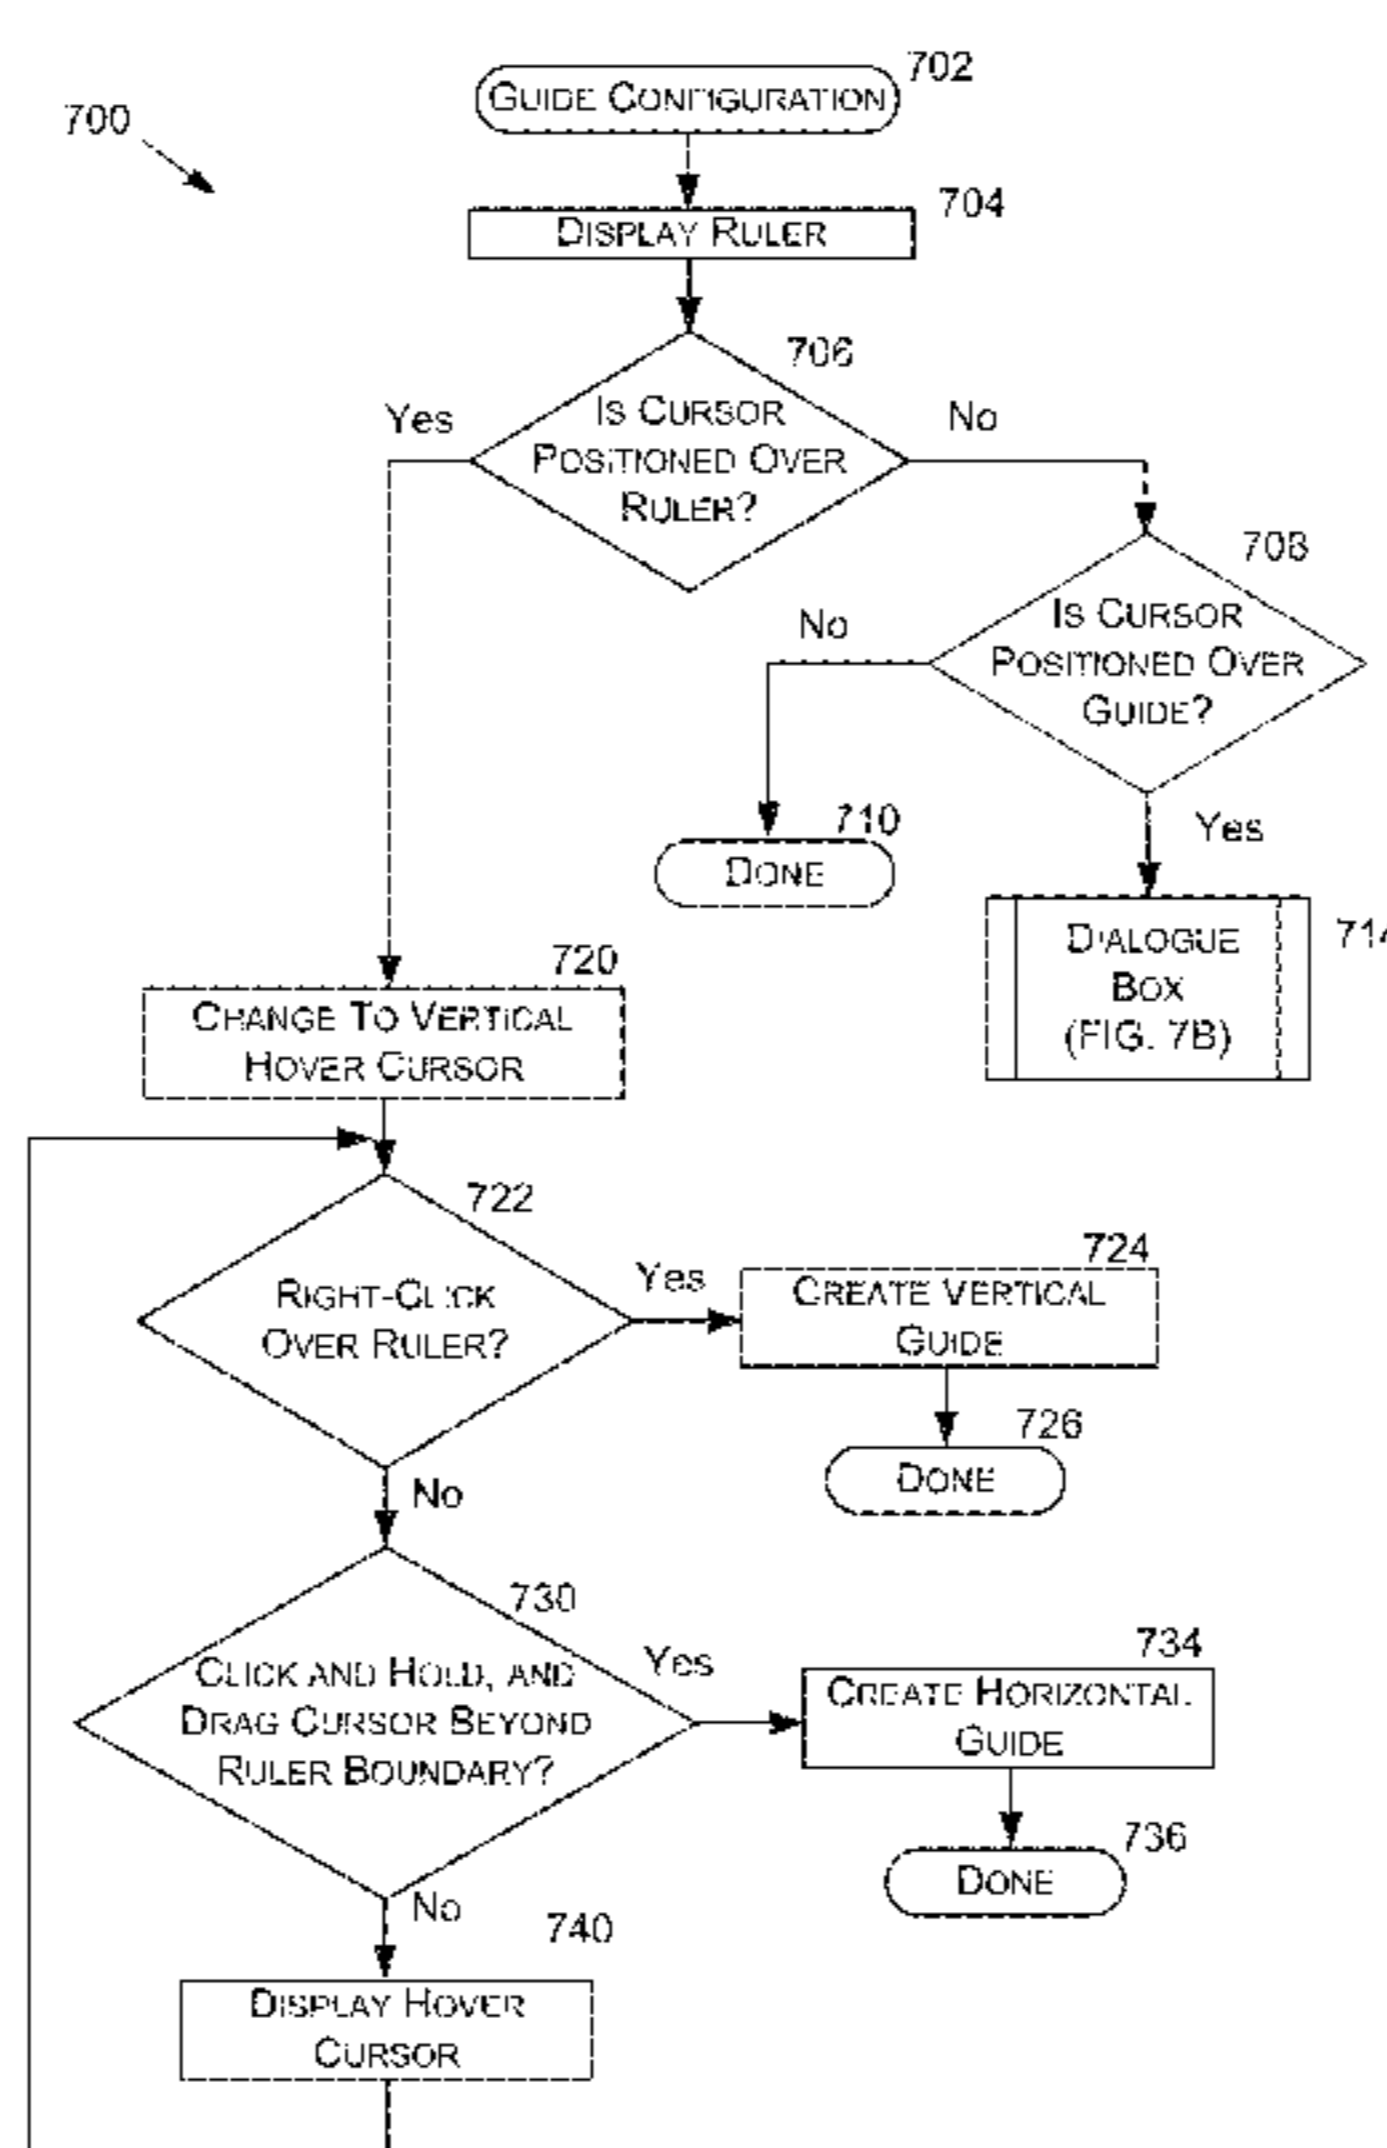 702
GUIDE CONFIGURATION
700
704
DISPLAY RULER
706
Yes
IS CURSOR
POSITIONED OVER
RULER?
No
708
No
IS CURSOR
POSITIONED OVER
GUIDE?
710
DONE
Yes
DIALOGUE
BOX
(FIG. 7B)
714
720
CHANGE TO VERTICAL
HOVER CURSOR
722
RIGHT-CLICK
OVER RULER?
Yes
724
CREATE VERTICAL
GUIDE
726
DONE
No
730
CLICK AND HOLD, AND
DRAG CURSOR BEYOND
RULER BOUNDARY?
Yes
734
CREATE HORIZONTAL
GUIDE
736
DONE
No
740
DISPLAY HOVER
CURSOR